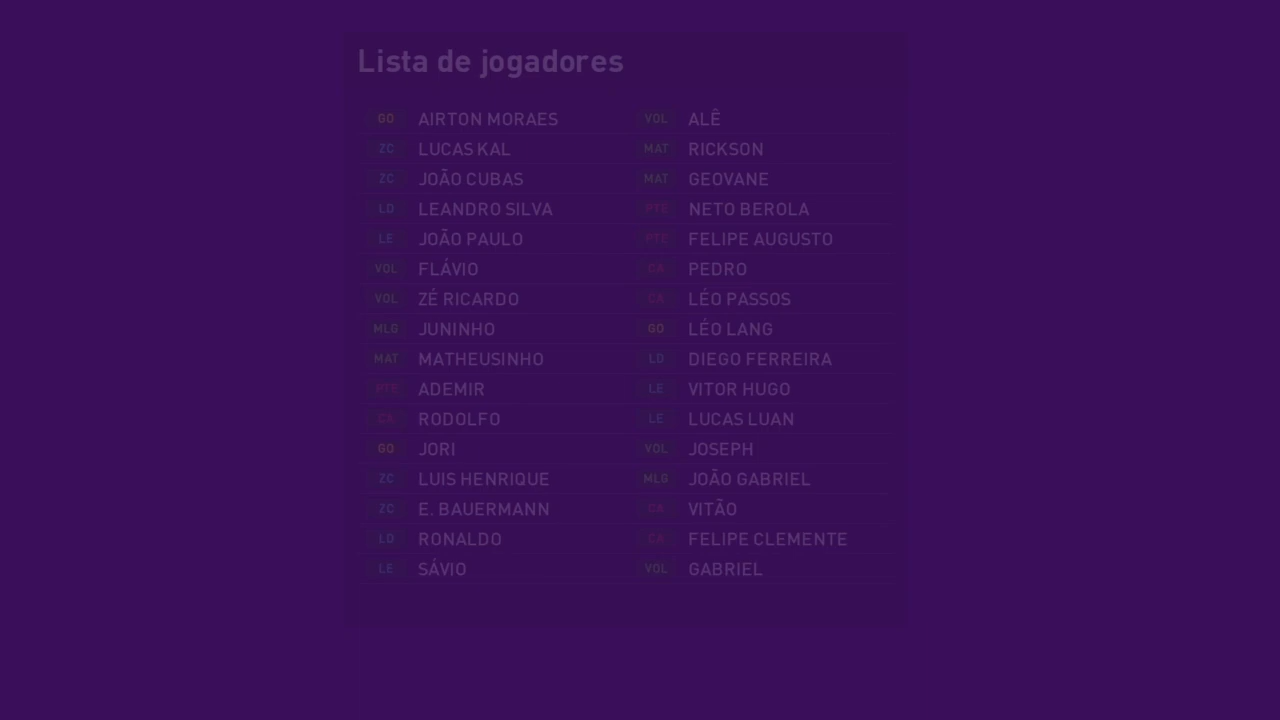 Lista de jogadores
GO AIRTON MORAES
ZC LUCAS KAL
ZC JOÃO CUBAS
LD LEANDRO SILVA
LE JOÃO PAULO
VOL FLÁVIO
VOL ZÉ RICARDO
MLG JUNINHO
MAT MATHEUSINHO
PTE ADEMIR
CA RODOLFO
GO JORI
ZC LUIS HENRIQUE
ZC E. BAUERMANN
LD RONALDO
LE SÁVIO
VOL ALÊ
MAT RICKSON
MAT GEOVANE
PTE NETO BEROLA
PTE FELIPE AUGUSTO
CA PEDRO
CA LÉO PASSOS
GO LÉO LANG
LD DIEGO FERREIRA
LE VITOR HUGO
LE LUCAS LUAN
VOL JOSEPH
MLG JOÃO GABRIEL
CA VITÃO
CA FELIPE CLEMENTE
VOL GABRIEL